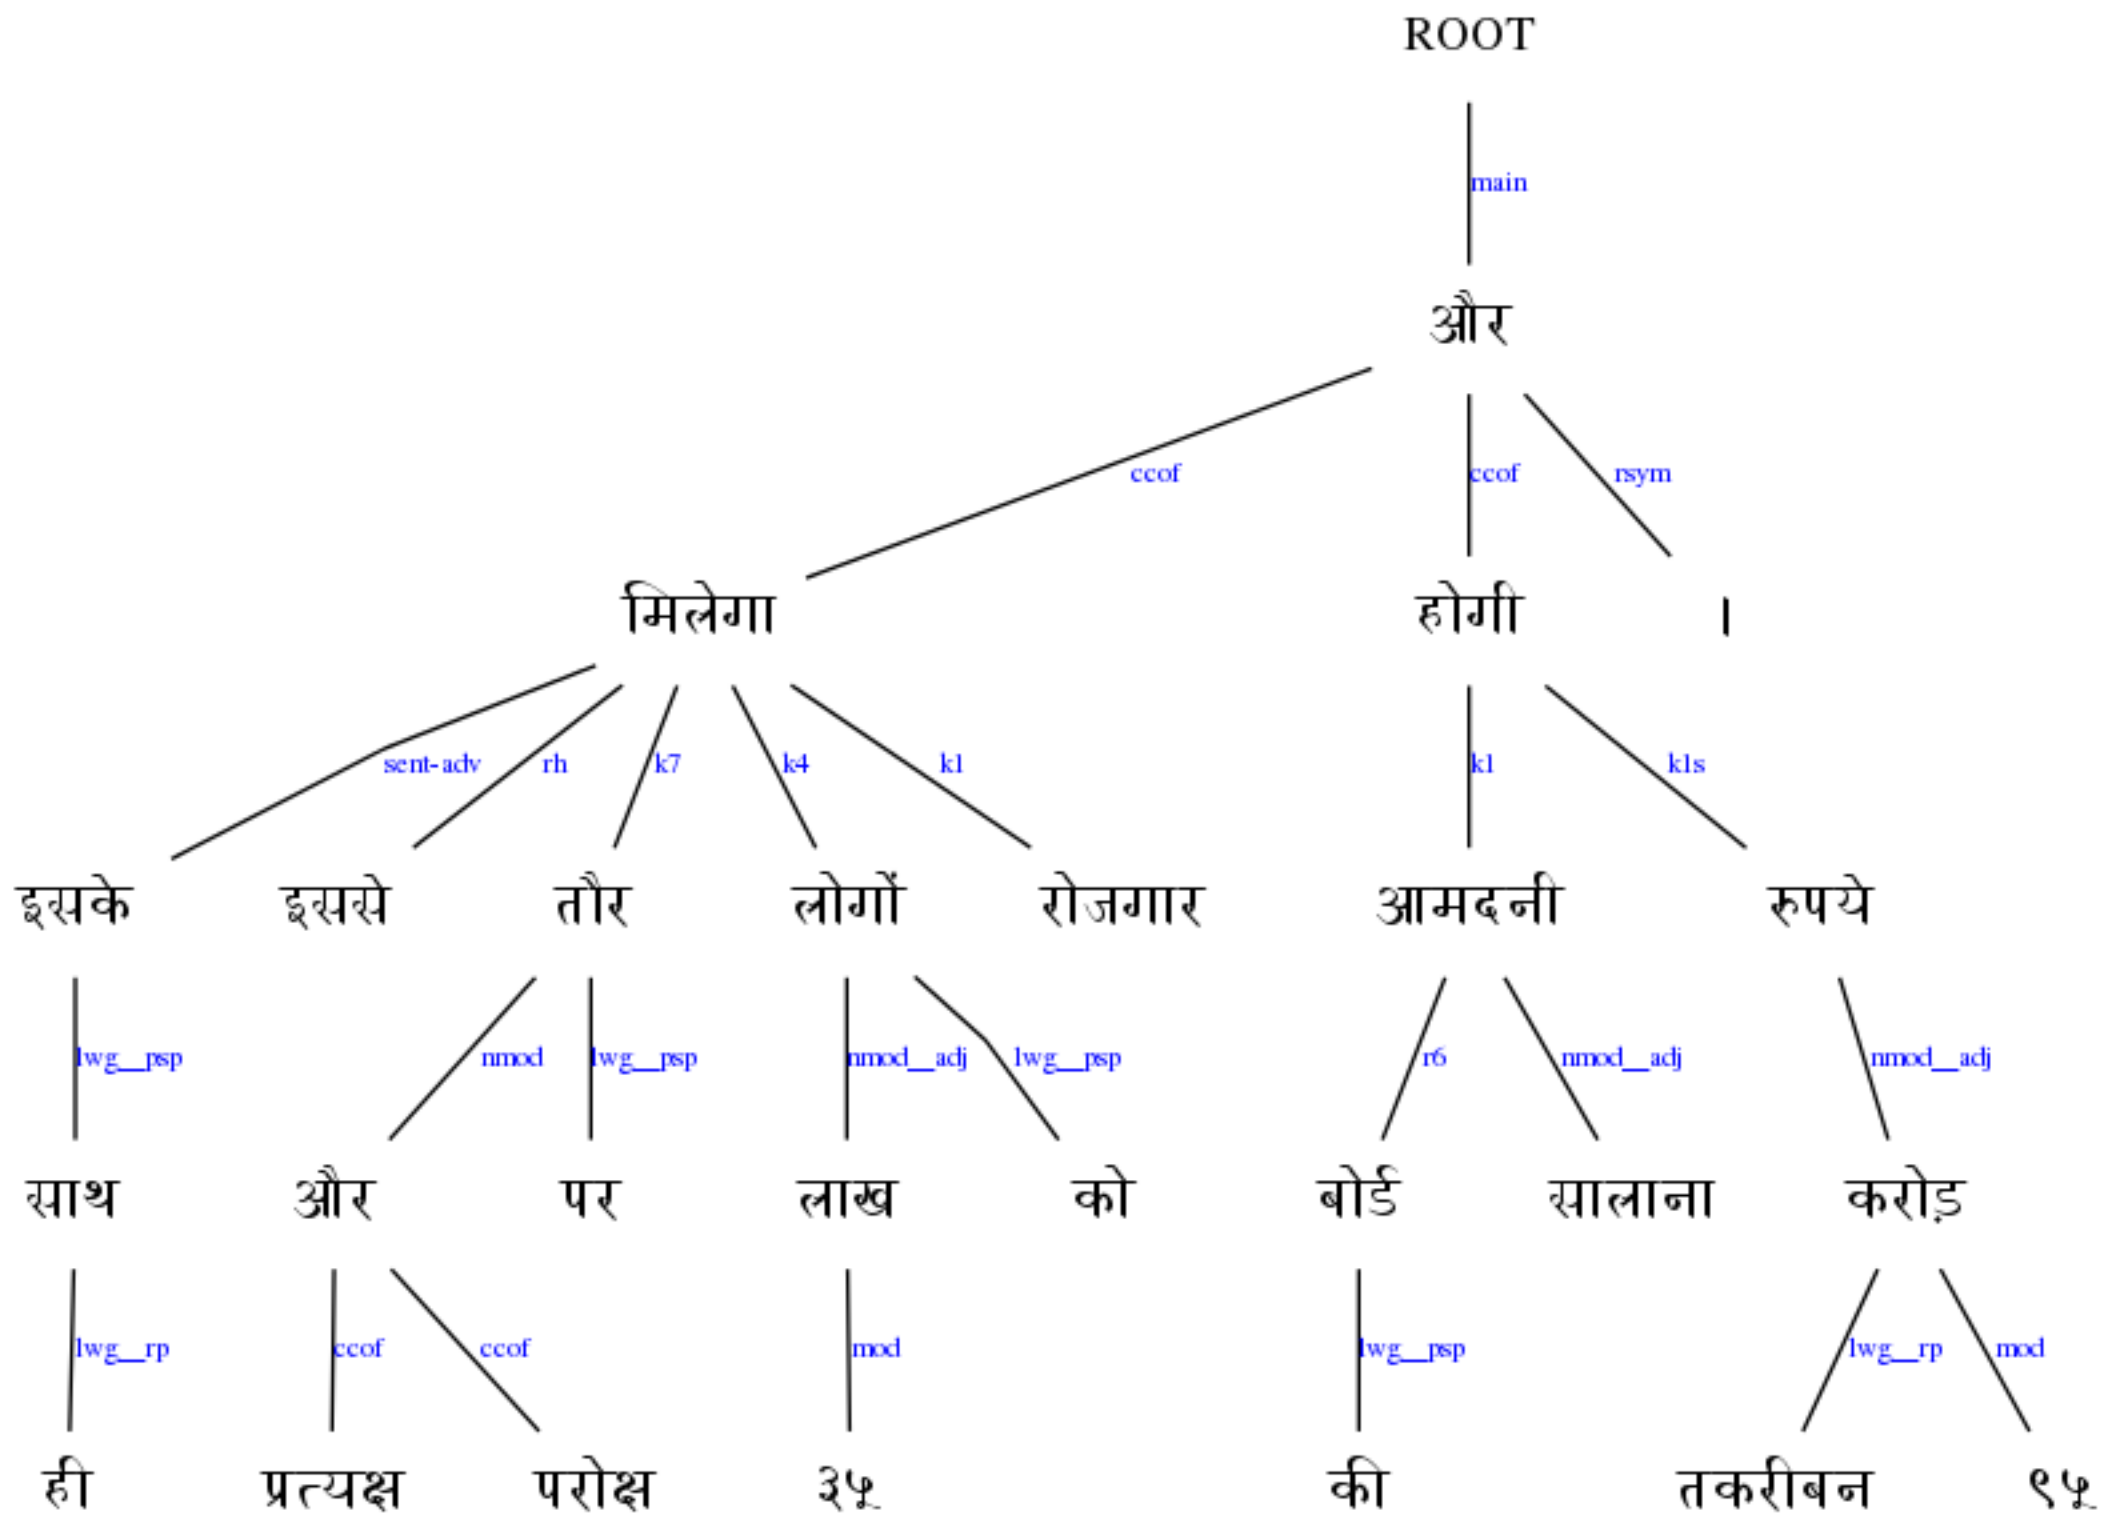 ROOT
main
और
ccof ccof rsym
मिलेगा होगी ।
sent-adv rh k7 k4 k1 k1 k1s
इसके इससे तौर लोगों रोजगार आमदनी रुपये
lwg__psp nmod lwg__psp nmod__adj lwg__psp r6 nmod__adj nmod__adj
साथ और पर लाख को बोर्ड सालाना करोड़
lwg__rp ccof ccof mod lwg__psp lwg__rp mod
ही प्रत्यक्ष परोक्ष ३५ की तकरीबन ९५